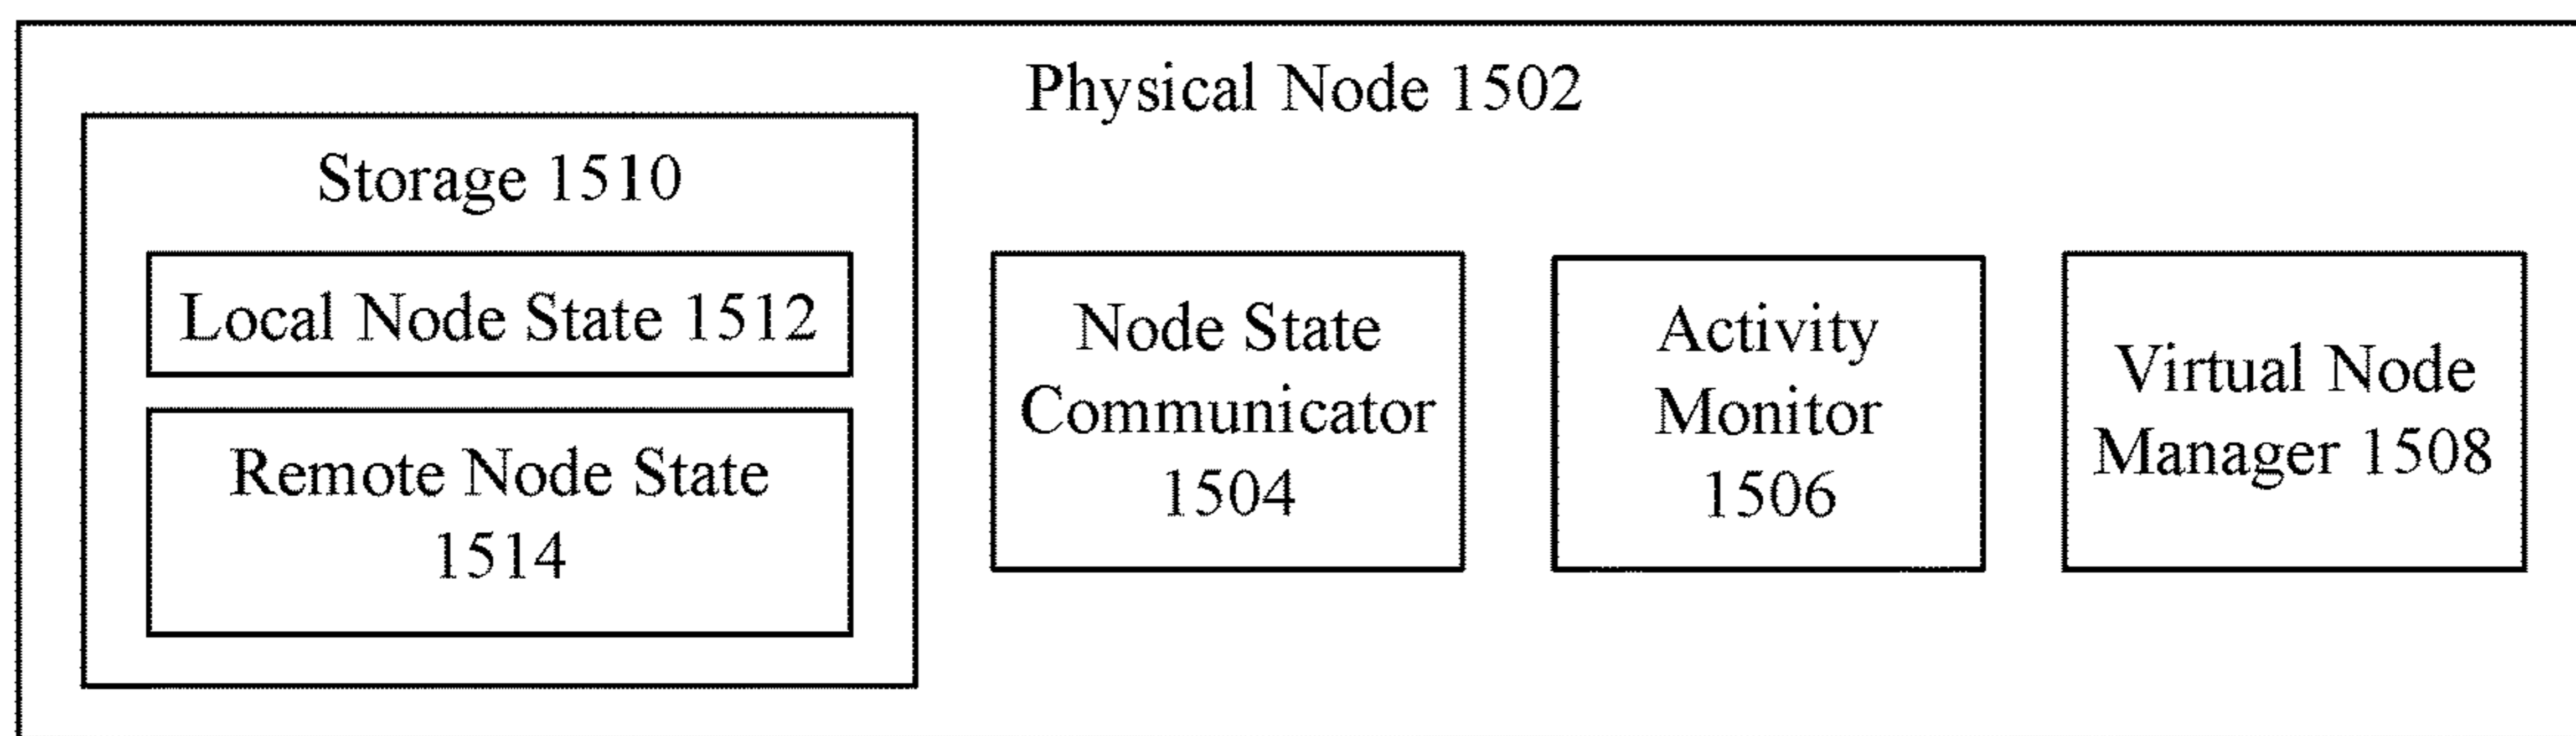 Physical Node 1502
Storage 1510
Local Node State 1512
Remote Node State
1514
Node State
Communicator
1504
Activity
Monitor
1506
Virtual Node
Manager 1508